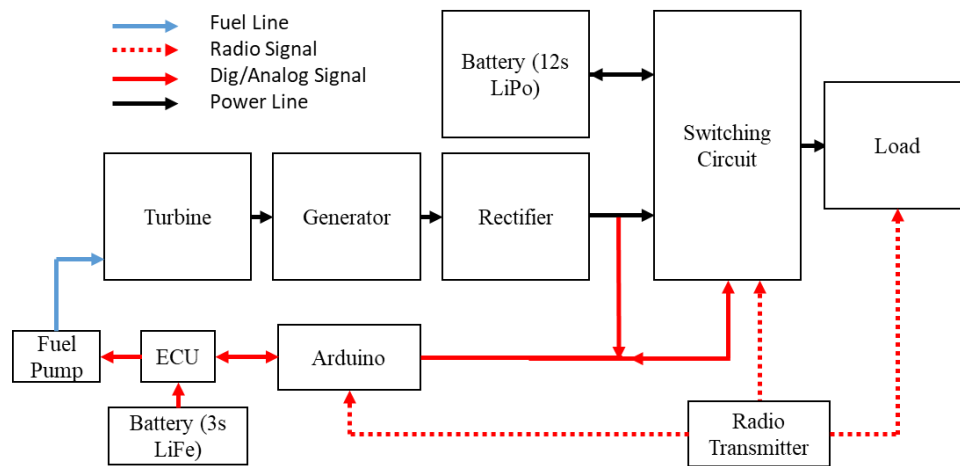 Fuel Line
Radio Signal
Dig/Analog Signal
Power Line
Battery (12s
LiPo)
Switching
Circuit
Load
Turbine
Generator
Rectifier
Fuel
Pump
ECU
Arduino
Battery (3s
LiFe)
Radio
Transmitter